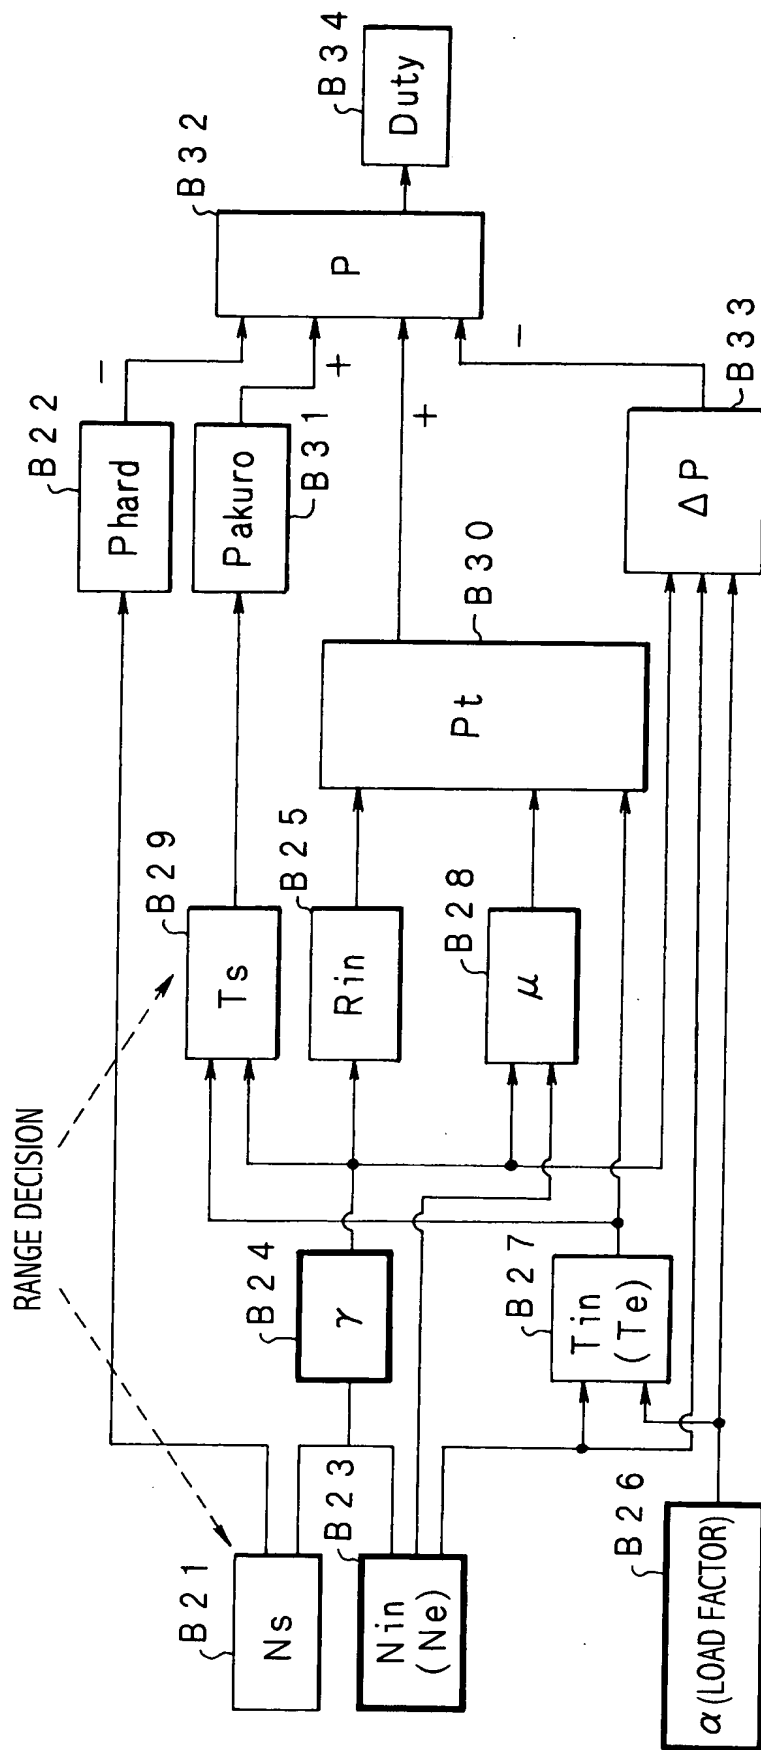 RANGE DECISION
B21
Ns
B22
Phard
B23
Nin
(Ne)
B24
γ
B25
Rin
B26
α(LOAD FACTOR)
B27
Tin
(Te)
B28
μ
B29
Ts
B30
Pt
B31
Pakuro
B32
P
B33
ΔP
B34
Duty
−
+
+
−